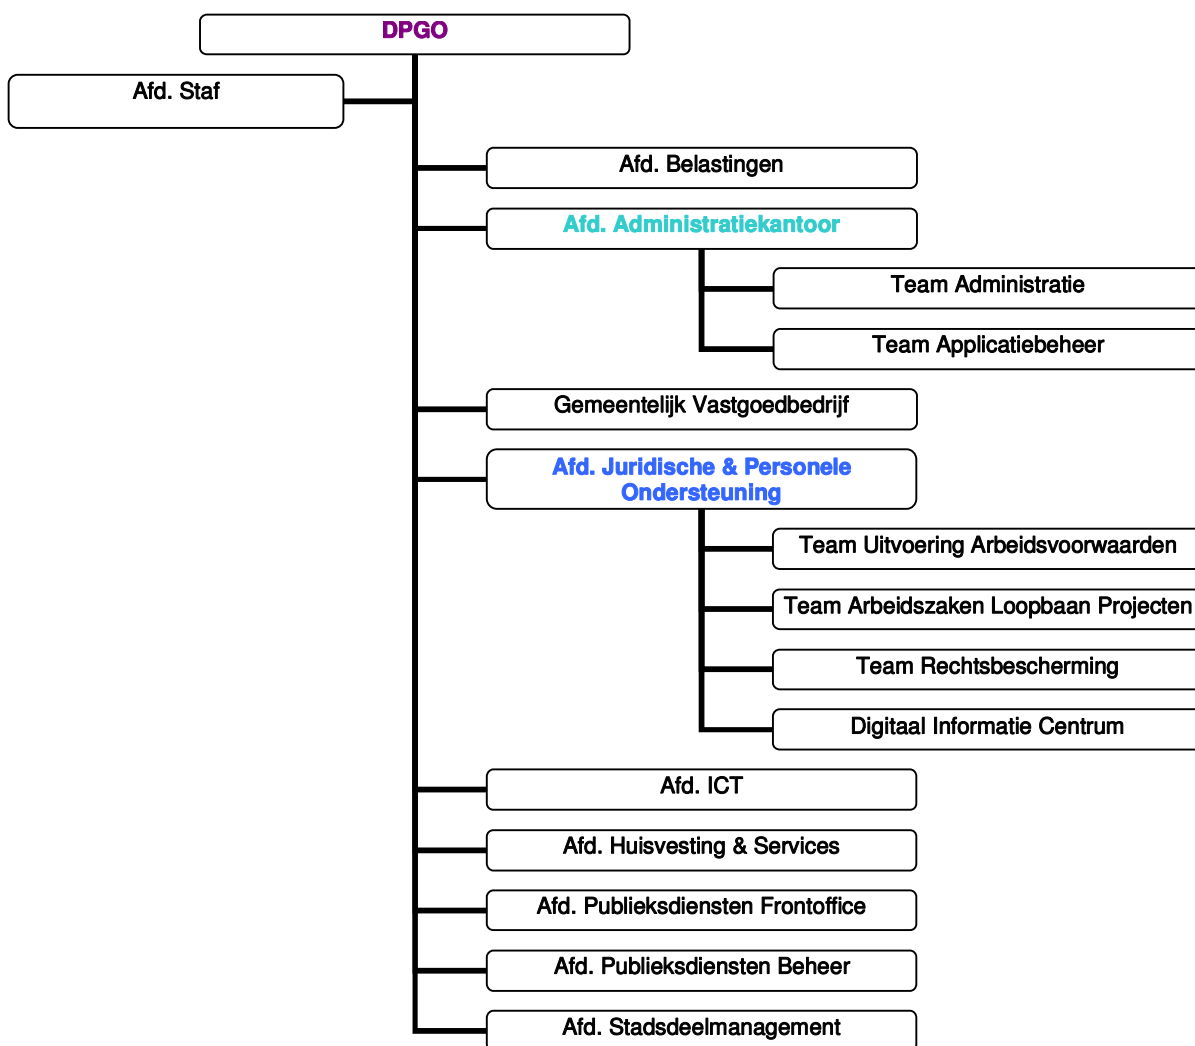 DPGO
Afd. Staf
Afd. Belastingen
Afd. Administratiekantoor
Team Administratie
Team Applicatiebeheer
Gemeentelijk Vastgoedbedrijf
Afd. Juridische & Personele
Ondersteuning
Team Uitvoering Arbeidsvoorwaarden
Team Arbeidszaken Loopbaan Projecten
Team Rechtsbescherming
Digitaal Informatie Centrum
Afd. ICT
Afd. Huisvesting & Services
Afd. Publieksdiensten Frontoffice
Afd. Publieksdiensten Beheer
Afd. Stadsdeelmanagement